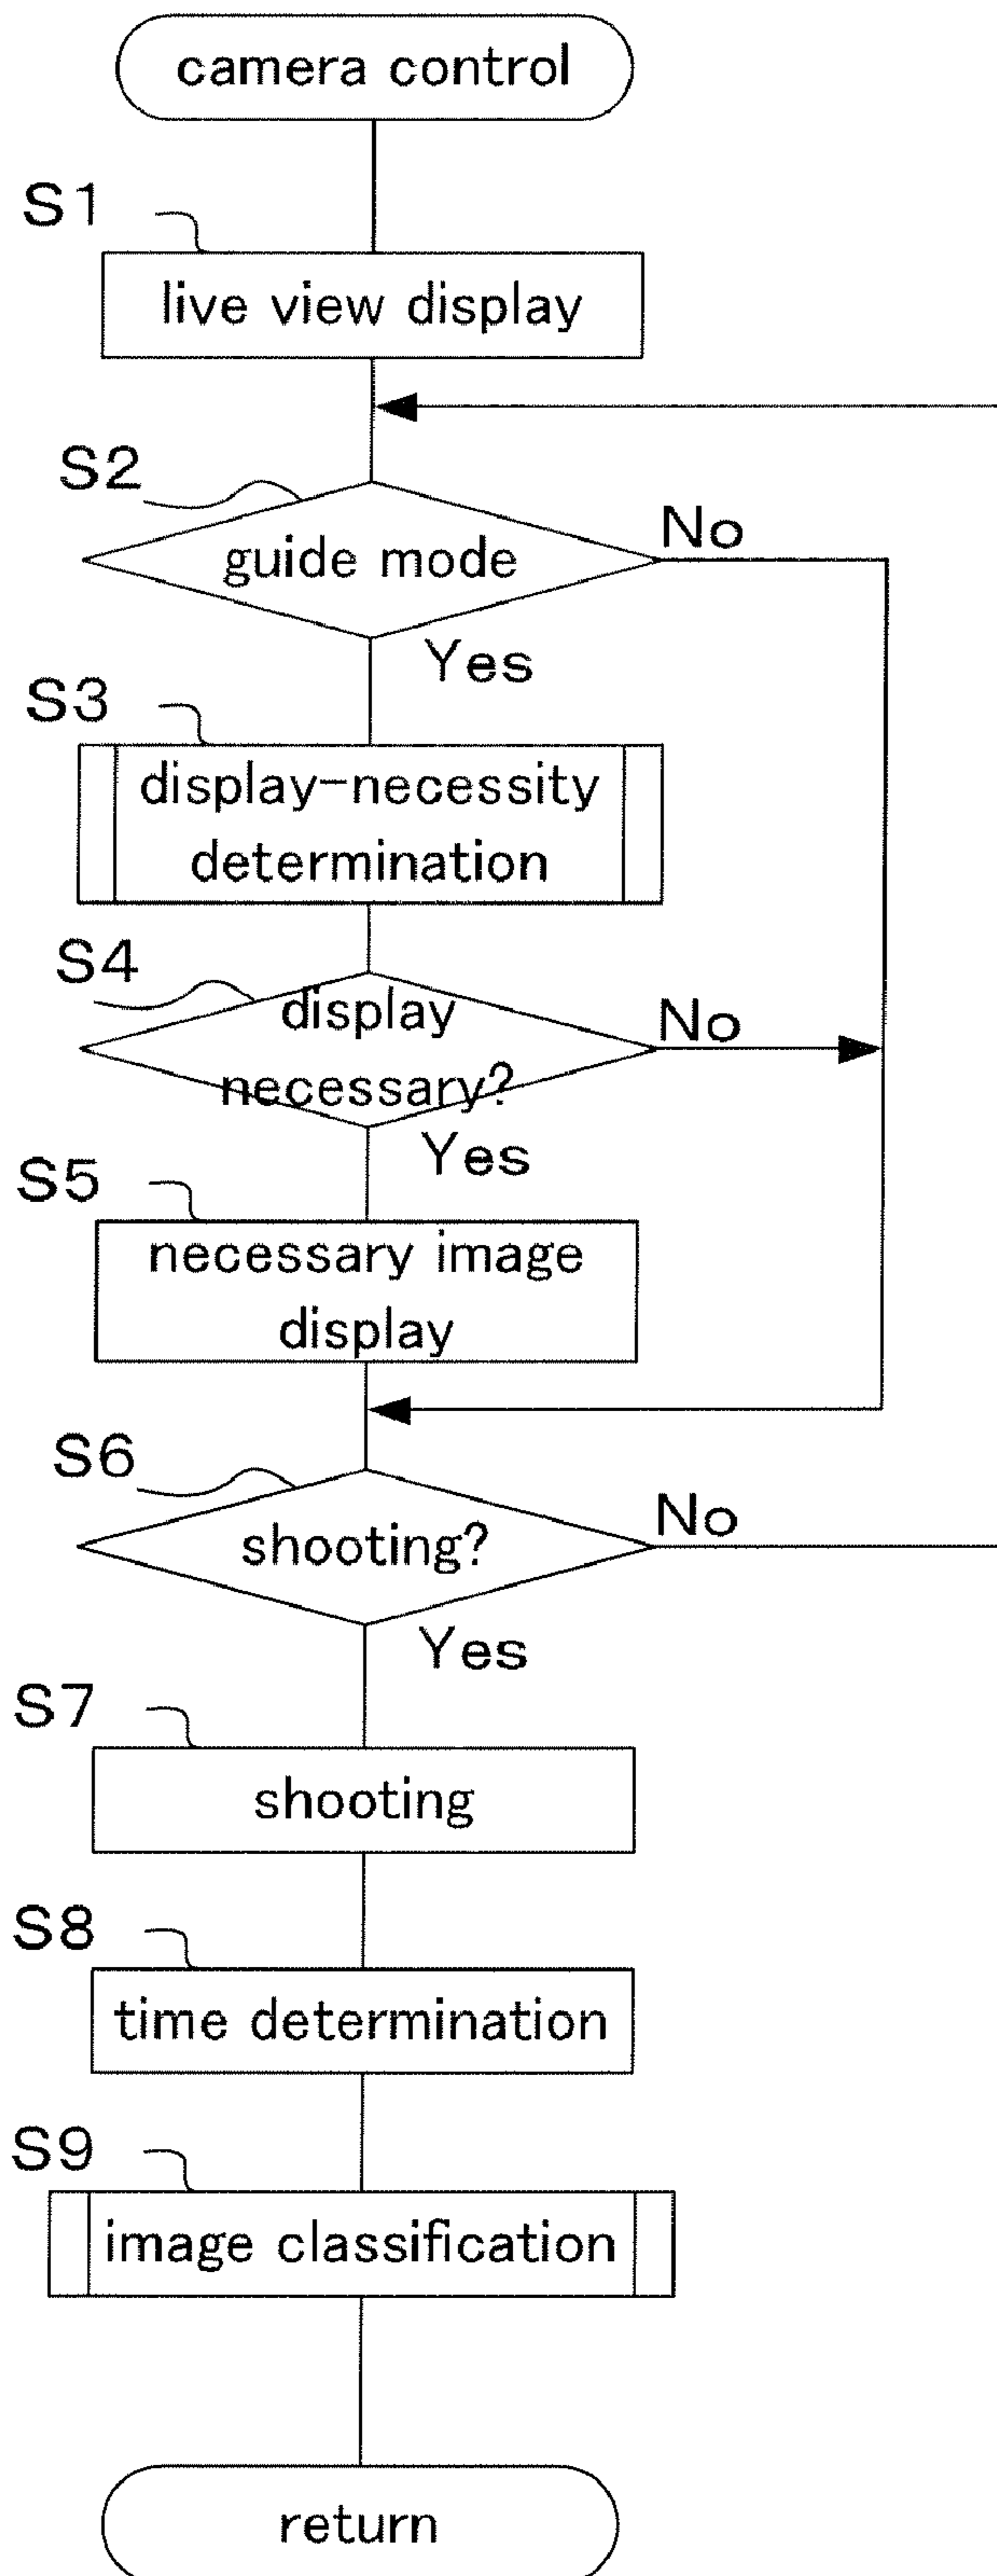 camera control
S1
live view display
S2
guide mode
No
Yes
S3
display-necessity
determination
S4
display
necessary?
No
Yes
S5
necessary image
display
S6
shooting?
No
Yes
S7
shooting
S8
time determination
S9
image classification
return